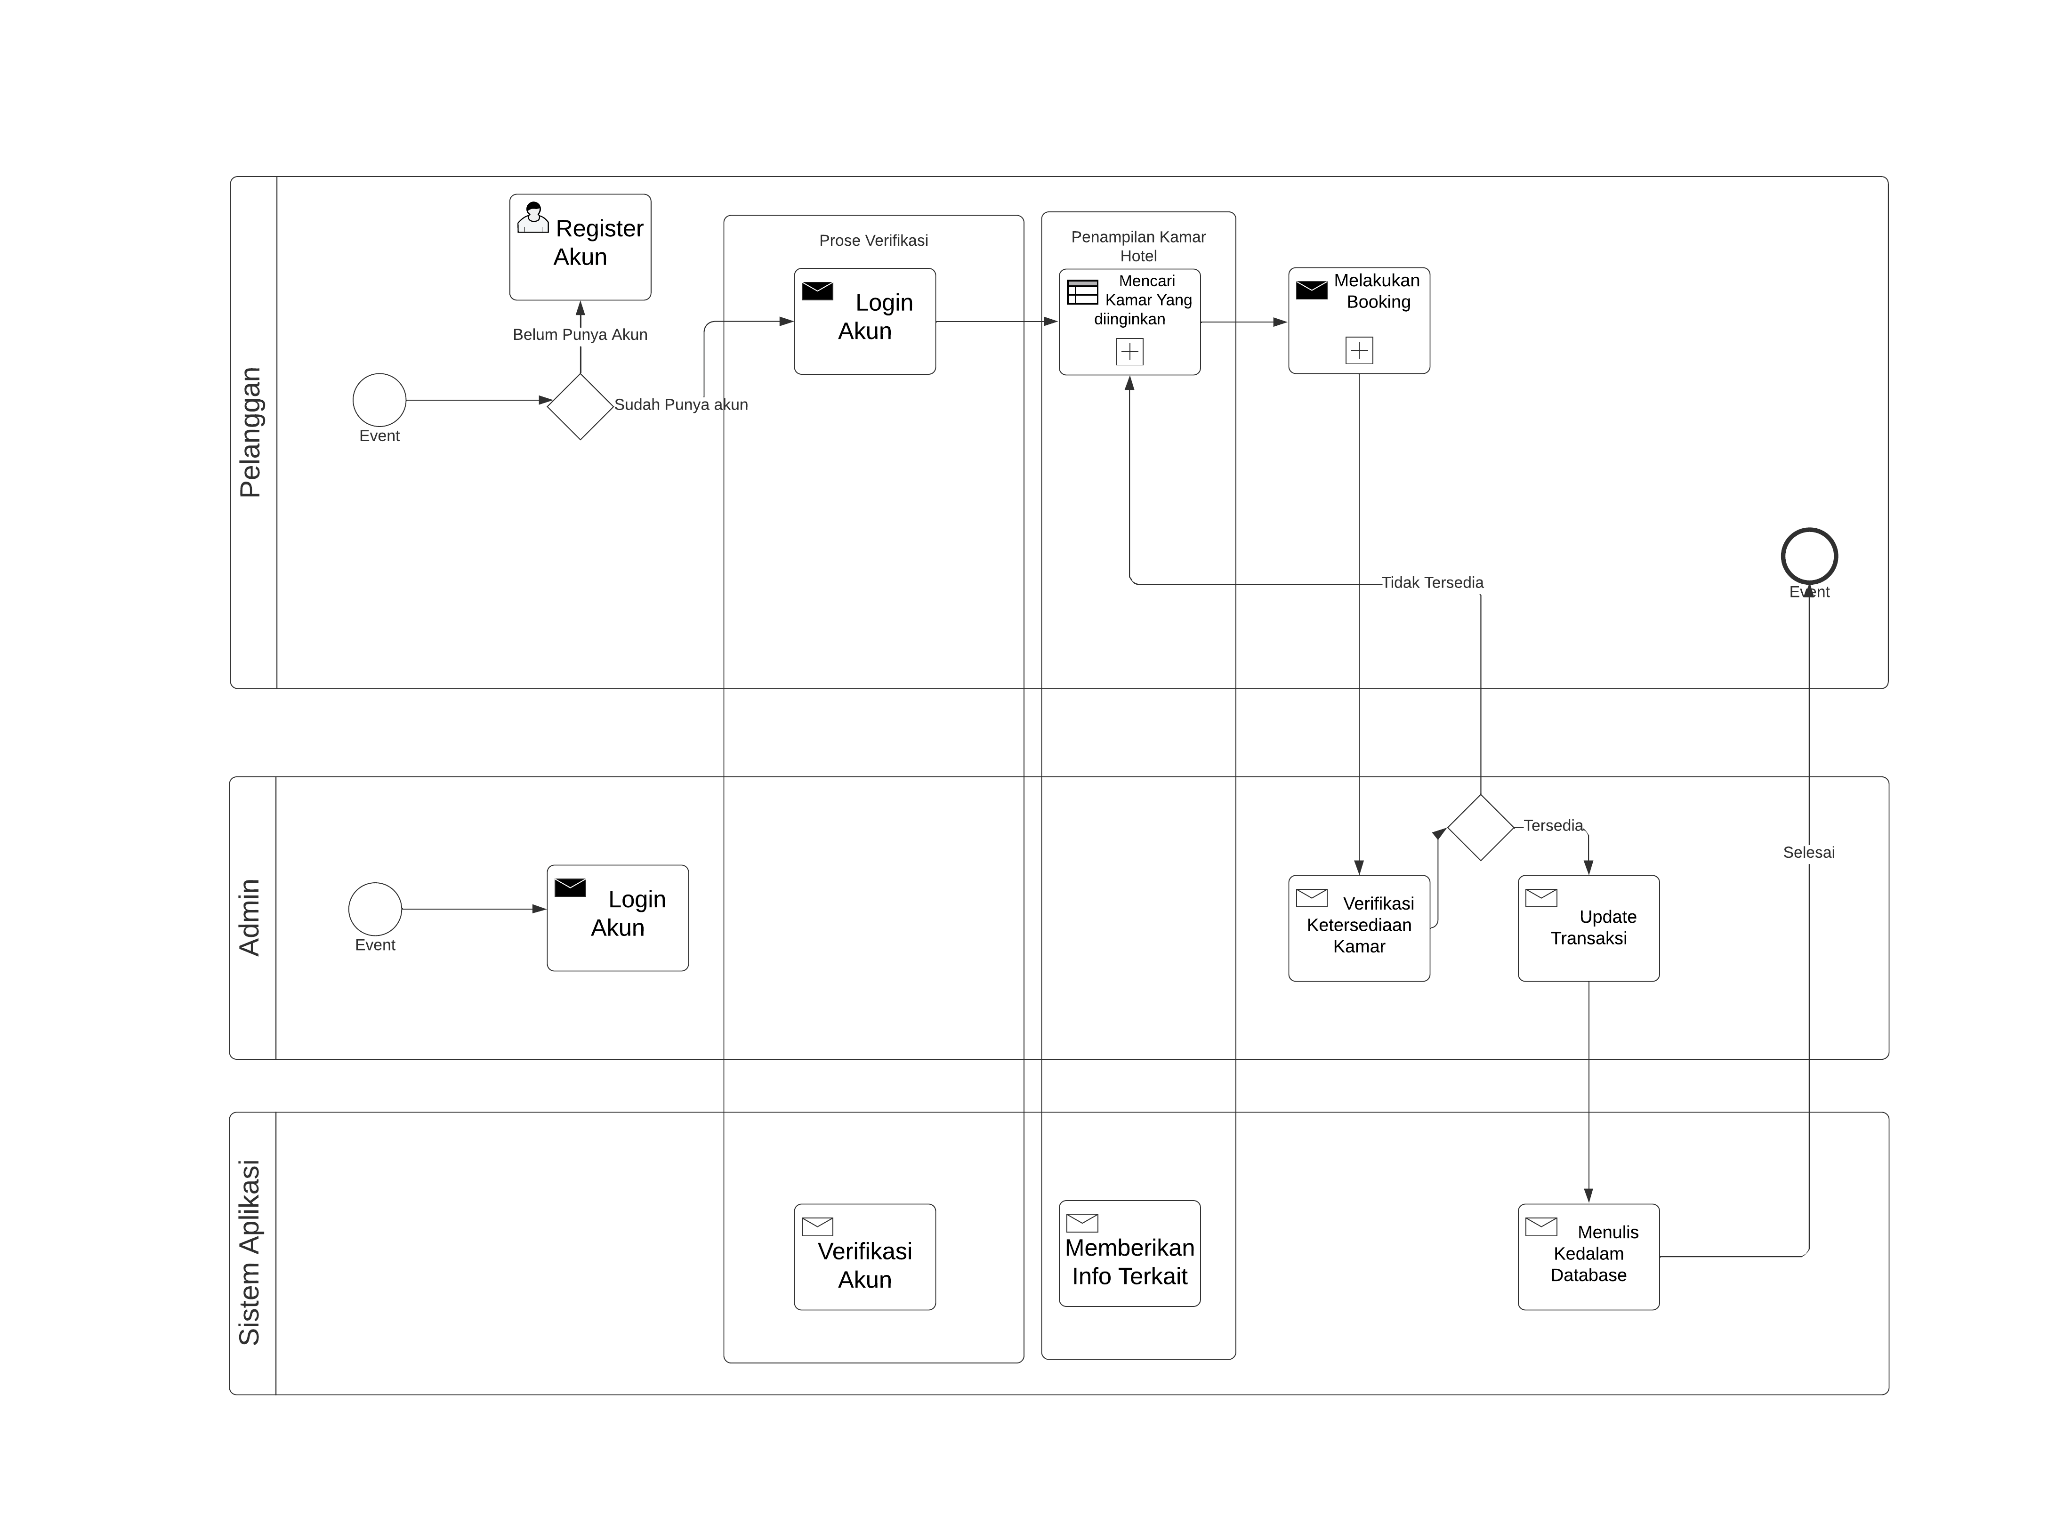 Pelanggan
Register
Akun
Belum Punya Akun
Event
Sudah Punya akun
Prose Verifikasi
Login
Akun
Penampilan Kamar
Hotel
Mencari
Kamar Yang
diinginkan
Melakukan
Booking
Tidak Tersedia
Event
Admin
Event
Login
Akun
Verifikasi
Ketersediaan
Kamar
Tersedia
Update
Transaksi
Selesai
Sistem Aplikasi
Verifikasi
Akun
Memberikan
Info Terkait
Menulis
Kedalam
Database